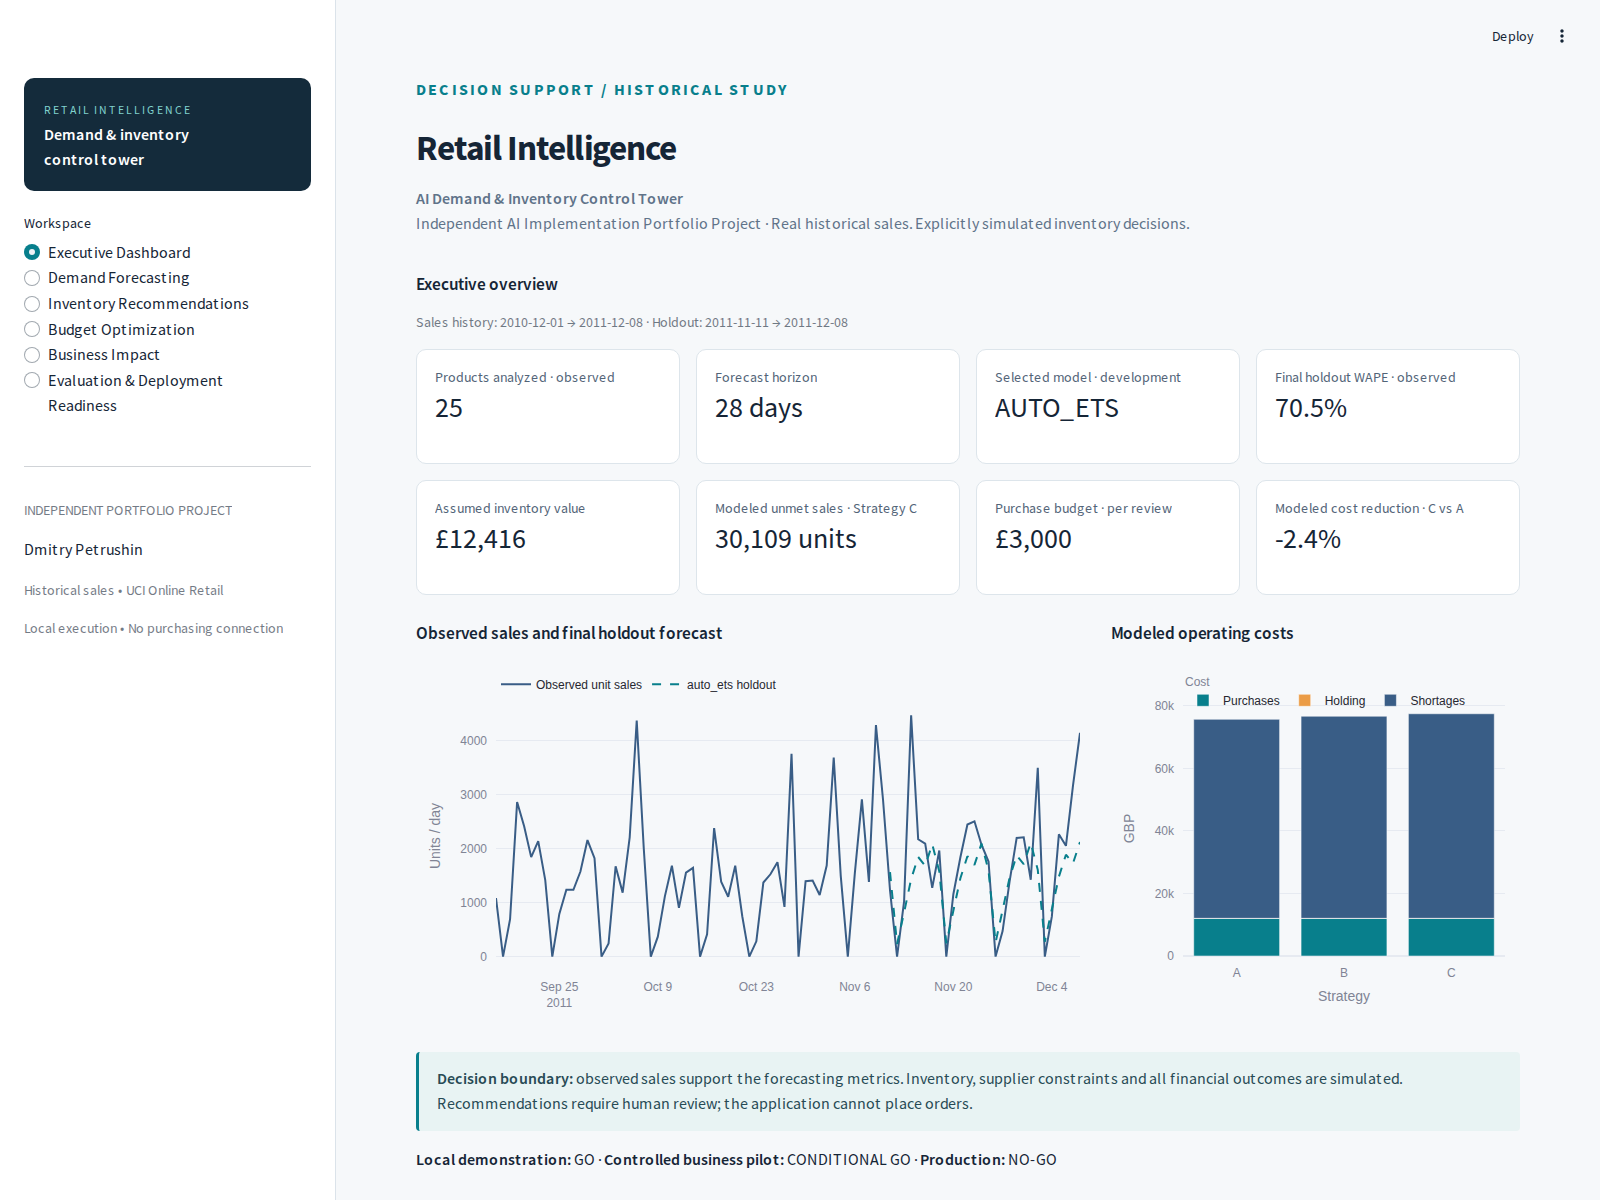 Deploy
RETAIL INTELLIGENCE
Demand & inventory
control tower
Workspace
Executive Dashboard
Demand Forecasting
Inventory Recommendations
Budget Optimization
Business Impact
Evaluation & Deployment
Readiness
INDEPENDENT PORTFOLIO PROJECT
Dmitry Petrushin
Historical sales • UCI Online Retail
Local execution • No purchasing connection
DECISION SUPPORT / HISTORICAL STUDY
Retail Intelligence
AI Demand & Inventory Control Tower
Independent AI Implementation Portfolio Project · Real historical sales. Explicitly simulated inventory decisions.
Executive overview
Sales history: 2010-12-01 → 2011-12-08 · Holdout: 2011-11-11 → 2011-12-08
Products analyzed · observed
25
Forecast horizon
28 days
Selected model · development
AUTO_ETS
Final holdout WAPE · observed
70.5%
Assumed inventory value
£12,416
Modeled unmet sales · Strategy C
30,109 units
Purchase budget · per review
£3,000
Modeled cost reduction · C vs A
-2.4%
Observed sales and final holdout forecast
Observed unit sales auto_ets holdout
Units / day
4000
3000
2000
1000
0
Sep 25
2011
Oct 9
Oct 23
Nov 6
Nov 20
Dec 4
Modeled operating costs
Cost
Purchases Holding Shortages
GBP
80k
60k
40k
20k
0
A
B
C
Strategy
Decision boundary: observed sales support the forecasting metrics. Inventory, supplier constraints and all financial outcomes are simulated.
Recommendations require human review; the application cannot place orders.
Local demonstration: GO · Controlled business pilot: CONDITIONAL GO · Production: NO-GO